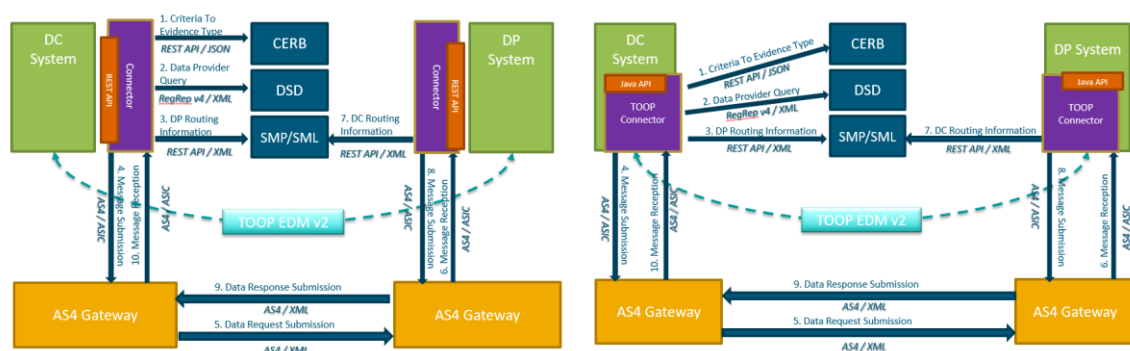 DC
System
REST API
Connector
1. Criteria To
Evidence Type
REST API / JSON
2. Data Provider
Query
RegRep v4 / XML
3. DP Routing
Information
REST API / XML
CERB
DSD
SMP/SML
7. DC Routing
Information
REST API / XML
Connector
REST API
DP
System
4. Message Submission
AS4 / ASIC
10. Message Reception
AS4 / ASIC
8. Message Submission
AS4 / ASIC
6. Message Reception
AS4 / ASIC
TOOP EDM v2
AS4 Gateway
9. Data Response Submission
AS4 / XML
5. Data Request Submission
AS4 / XML
AS4 Gateway
DC
System
Java API
TOOP
Connector
1. Criteria To Evidence Type
REST API / JSON
2. Data Provider Query
RegRep v4 / XML
3. DP Routing Information
REST API / XML
CERB
DSD
SMP/SML
7. DC Routing Information
REST API / XML
DP System
Java API
TOOP
Connector
4. Message Submission
AS4 / ASIC
10. Message Reception
AS4 / ASIC
8. Message Submission
AS4 / ASIC
6. Message Reception
AS4 / ASIC
TOOP EDM v2
AS4 Gateway
9. Data Response Submission
AS4 / XML
5. Data Request Submission
AS4 / XML
AS4 Gateway